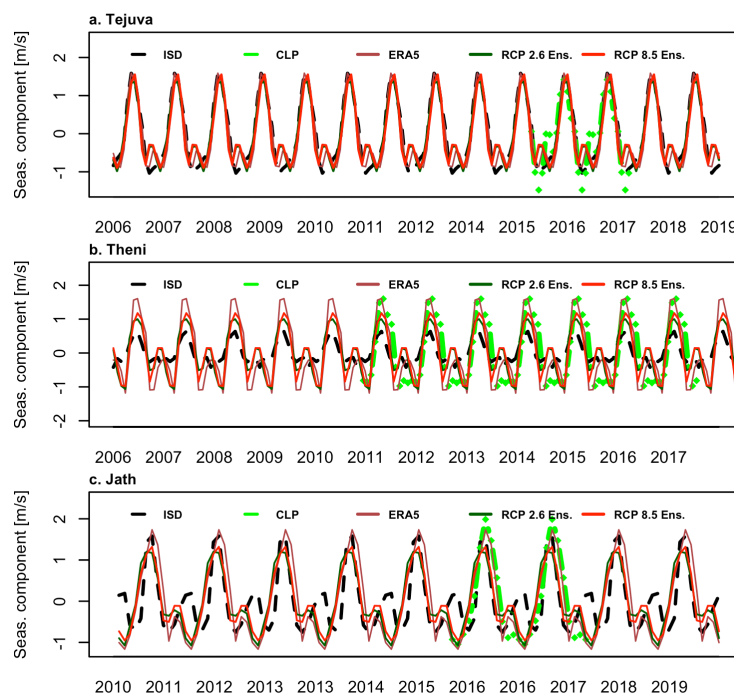 a. Tejuva
Seas. component [m/s]
2
1
0
-1
ISD CLP ERA5 RCP 2.6 Ens. RCP 8.5 Ens.
2006 2007 2008 2009 2010 2011 2012 2013 2014 2015 2016 2017 2018 2019
b. Theni
Seas. component [m/s]
2
1
0
-1
-2
ISD CLP ERA5 RCP 2.6 Ens. RCP 8.5 Ens.
2006 2007 2008 2009 2010 2011 2012 2013 2014 2015 2016 2017
c. Jath
Seas. component [m/s]
2
1
0
-1
ISD CLP ERA5 RCP 2.6 Ens. RCP 8.5 Ens.
2010 2011 2012 2013 2014 2015 2016 2017 2018 2019